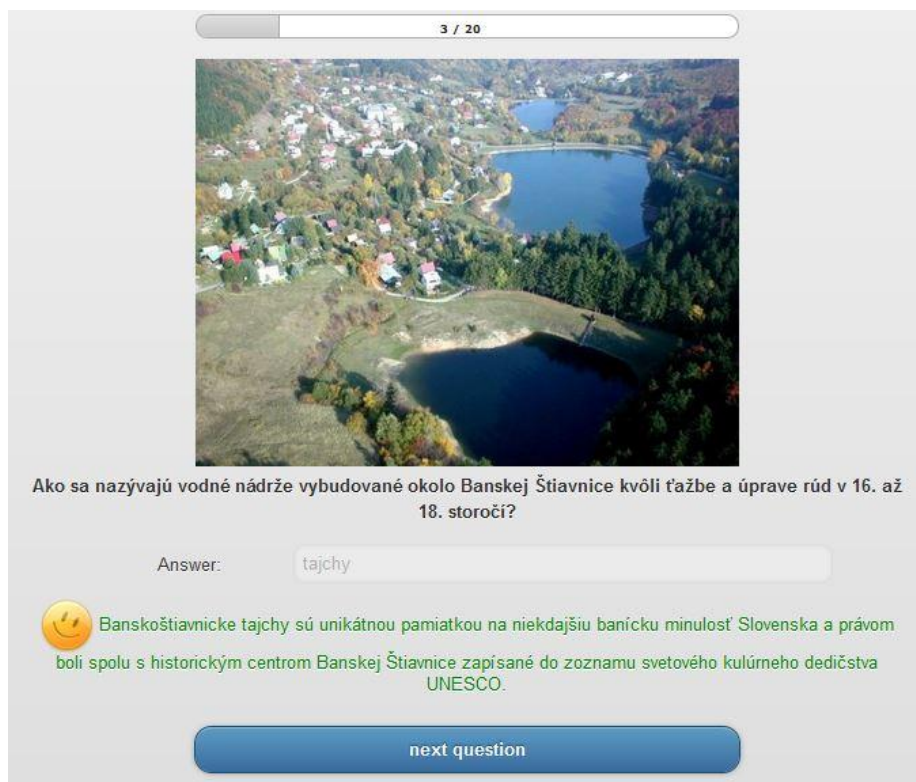 3 / 20
Ako sa nazývajú vodné nádrže vybudované okolo Banskej Štiavnice kvôli ťažbe a úprave rúd v 16. až
18. storočí?
Answer: tajchy
Banskoštiavnicke tajchy sú unikátnou pamiatkou na niekdajšiu banícku minulosť Slovenska a právom
boli spolu s historickým centrom Banskej Štiavnice zapísané do zoznamu svetového kulúrneho dedičstva
UNESCO.
next question